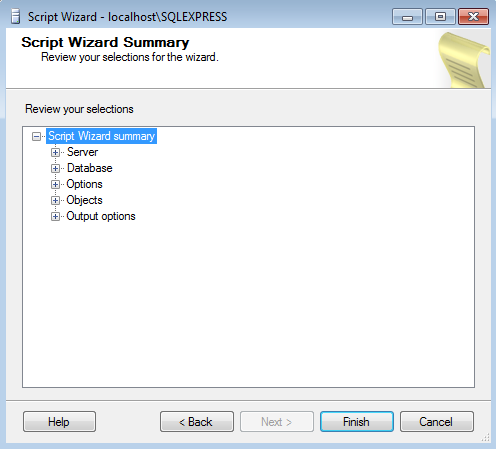 Script Wizard - localhost\SQLEXPRESS
Script Wizard Summary
Review your selections for the wizard.
Review your selections
Script Wizard summary
Server
Database
Options
Objects
Output options
Help
< Back
Next >
Finish
Cancel